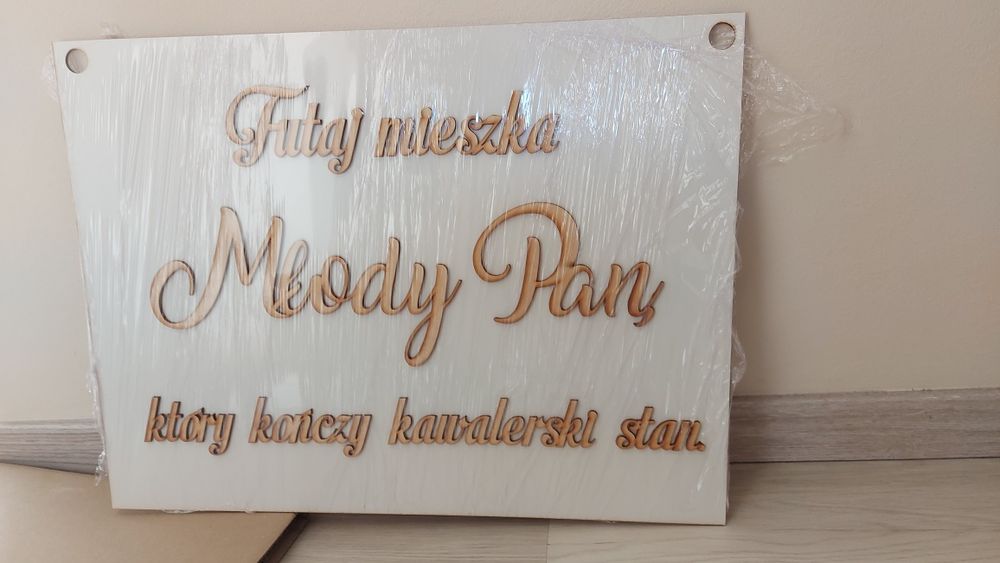 Tutaj mieszka
Młody Pan,
który kończy kawalerski stan.